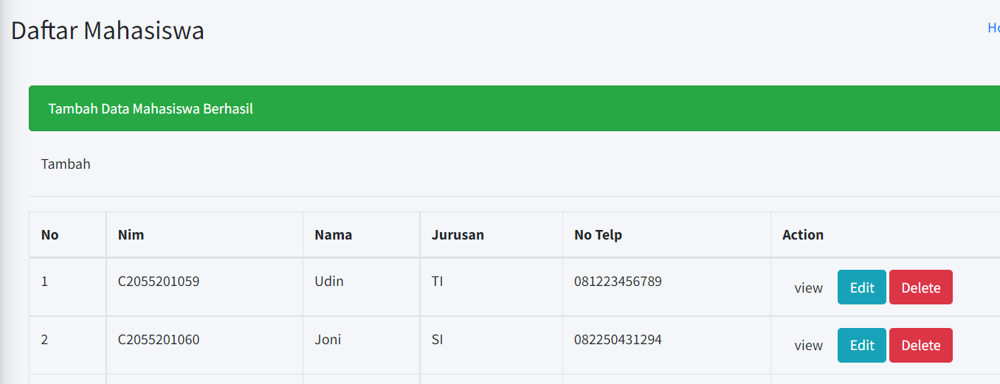 Daftar Mahasiswa
Tambah Data Mahasiswa Berhasil
Tambah
No Nim Nama Jurusan No Telp Action
1 C2055201059 Udin TI 081223456789 view Edit Delete
2 C2055201060 Joni SI 082250431294 view Edit Delete